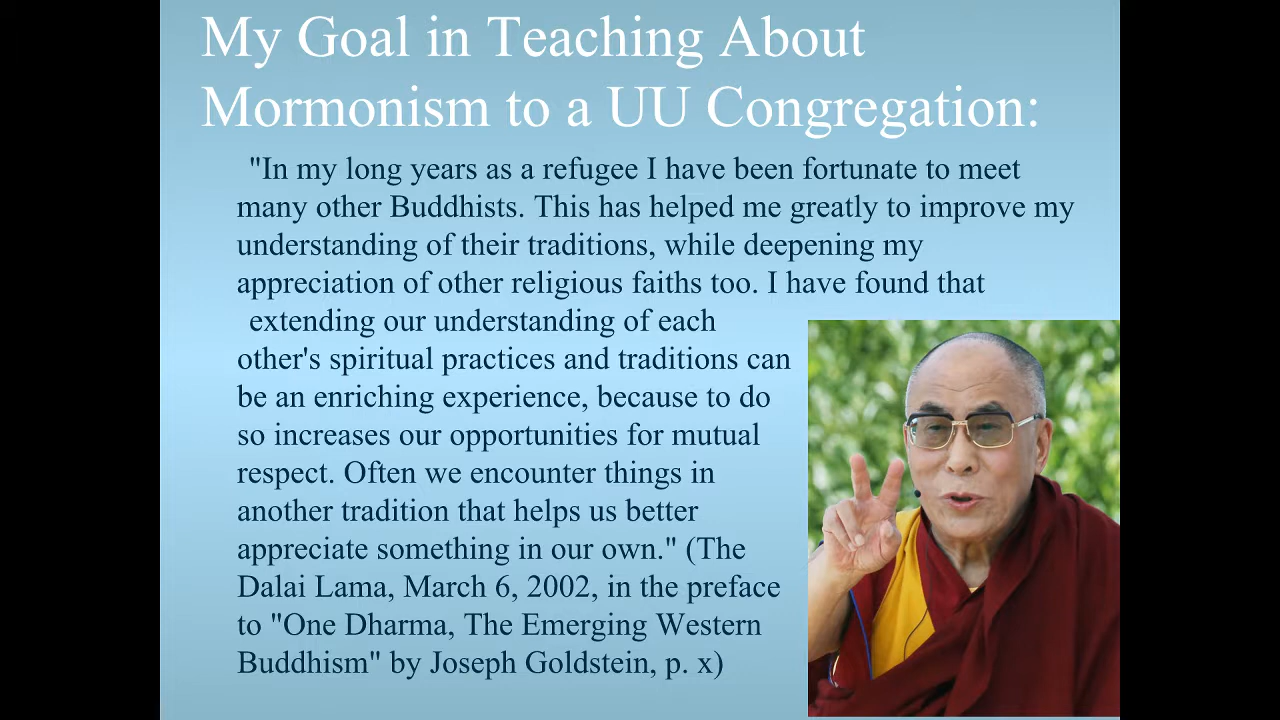 My Goal in Teaching About
Mormonism to a UU Congregation:
"In my long years as a refugee I have been fortunate to meet
many other Buddhists. This has helped me greatly to improve my
understanding of their traditions, while deepening my
appreciation of other religious faiths too. I have found that
extending our understanding of each
other's spiritual practices and traditions can
be an enriching experience, because to do
so increases our opportunities for mutual
respect. Often we encounter things in
another tradition that helps us better
appreciate something in our own." (The
Dalai Lama, March 6, 2002, in the preface
to "One Dharma, The Emerging Western
Buddhism" by Joseph Goldstein, p. x)